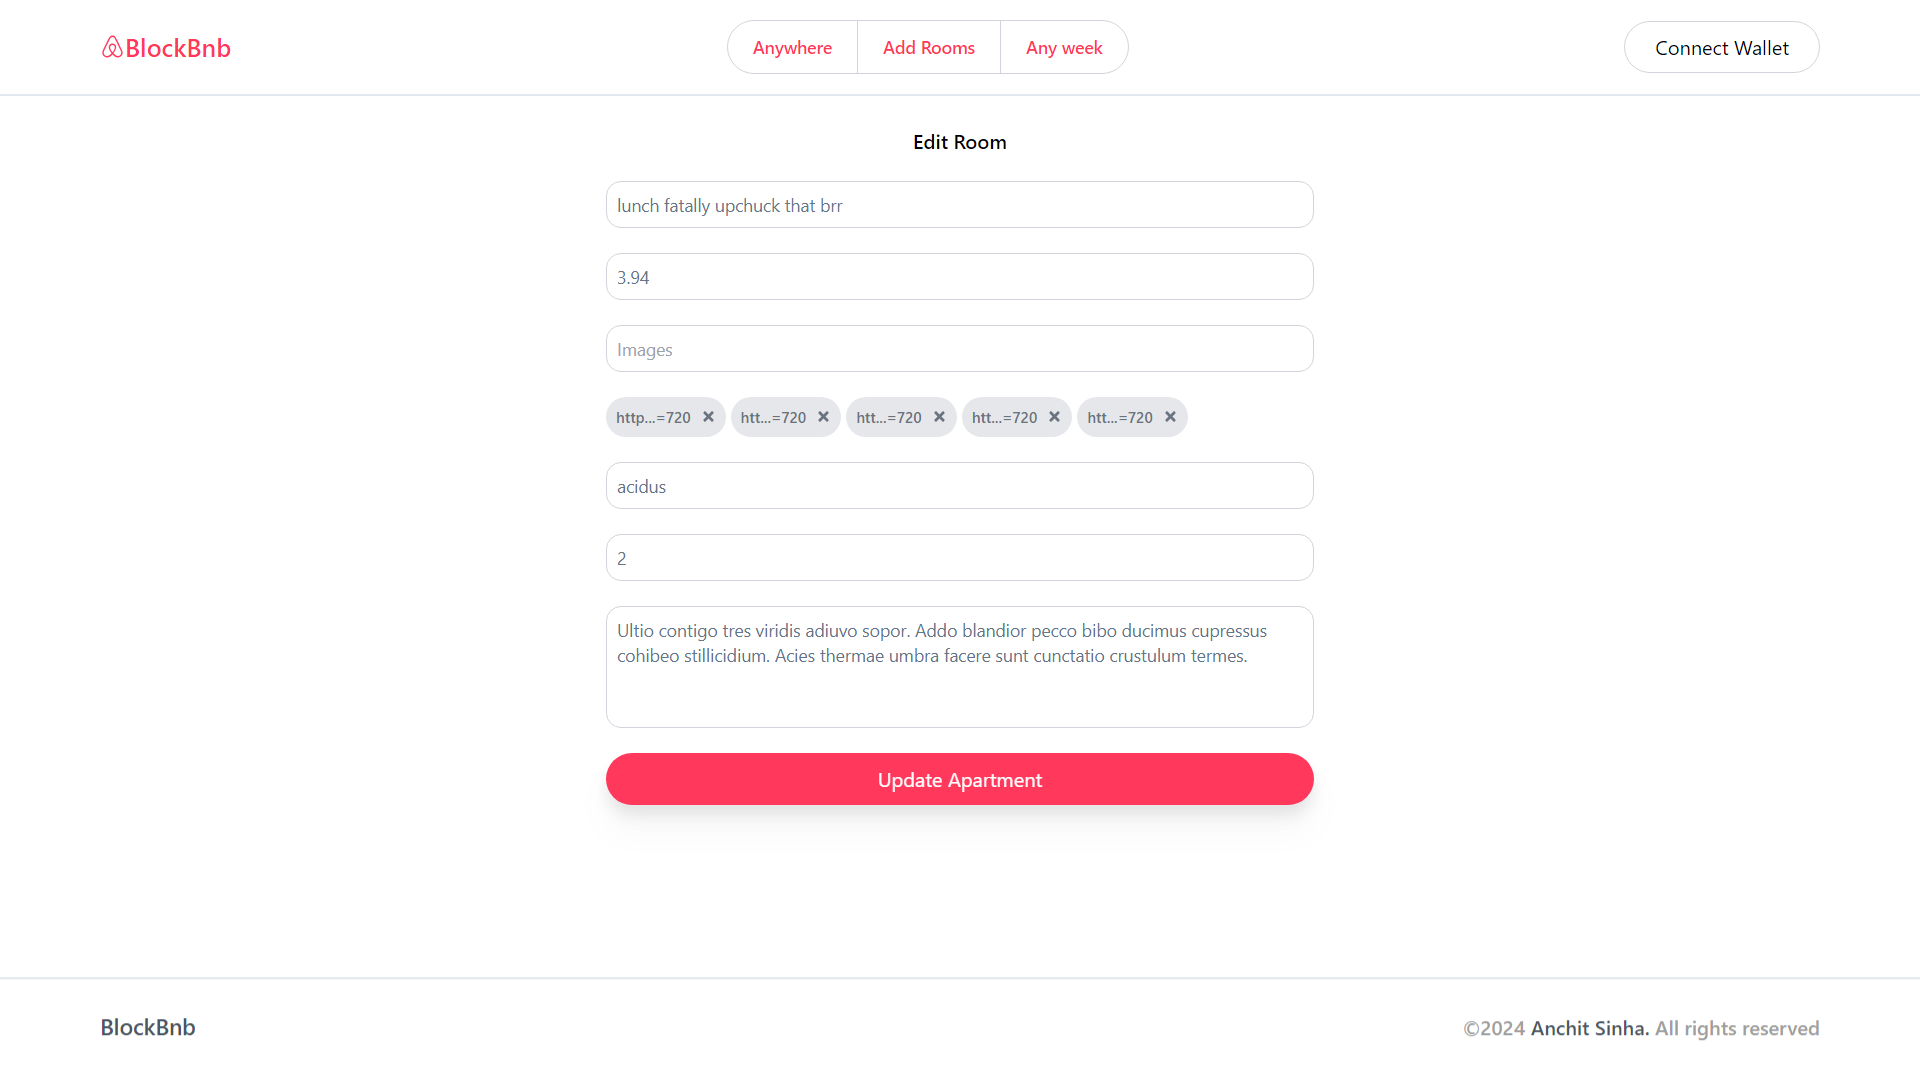 BlockBnb
Anywhere
Add Rooms
Any week
Connect Wallet
Edit Room
lunch fatally upchuck that brr
3.94
Images
http...=720
htt...=720
htt...=720
htt...=720
htt...=720
acidus
2
Ultio contigo tres viridis adiuvo sopor. Addo blandior pecco bibo ducimus cupressus
cohibeo stillicidium. Acies thermae umbra facere sunt cunctatio crustulum termes.
Update Apartment
BlockBnb
©2024 Anchit Sinha. All rights reserved